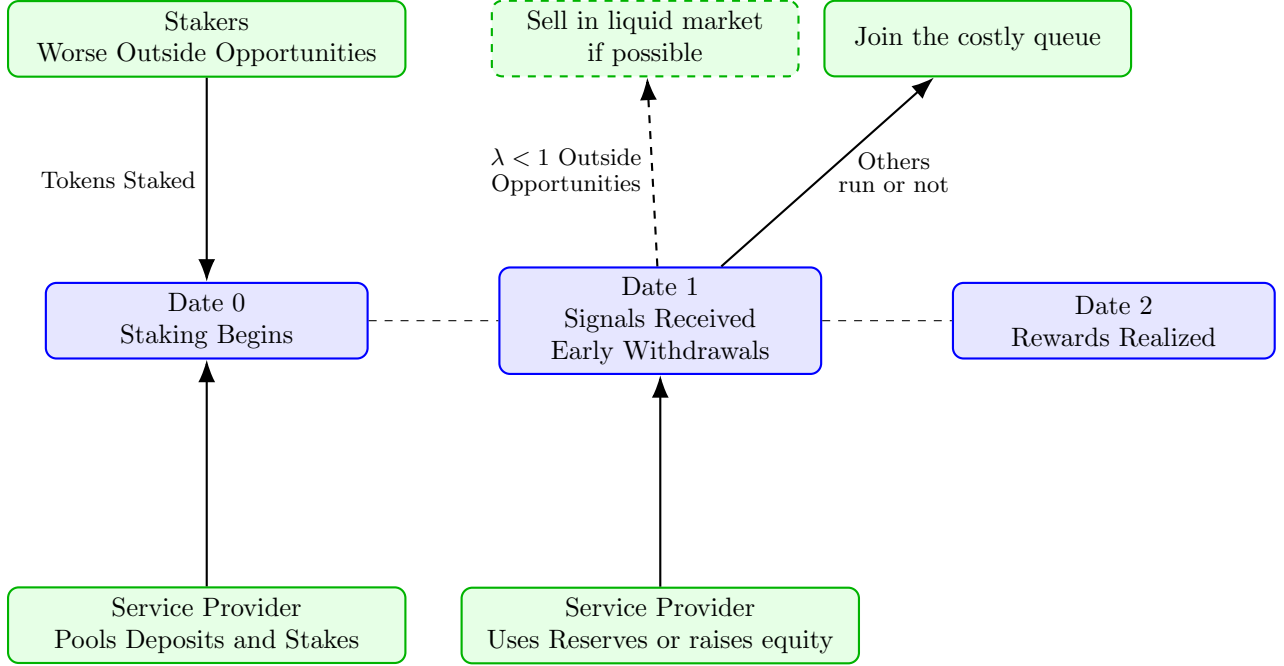 Stakers
Worse Outside Opportunities
Sell in liquid market
if possible
Join the costly queue
Tokens Staked
λ < 1 Outside
Opportunities
Others
run or not
Date 0
Staking Begins
Date 1
Signals Received
Early Withdrawals
Date 2
Rewards Realized
Service Provider
Pools Deposits and Stakes
Service Provider
Uses Reserves or raises equity